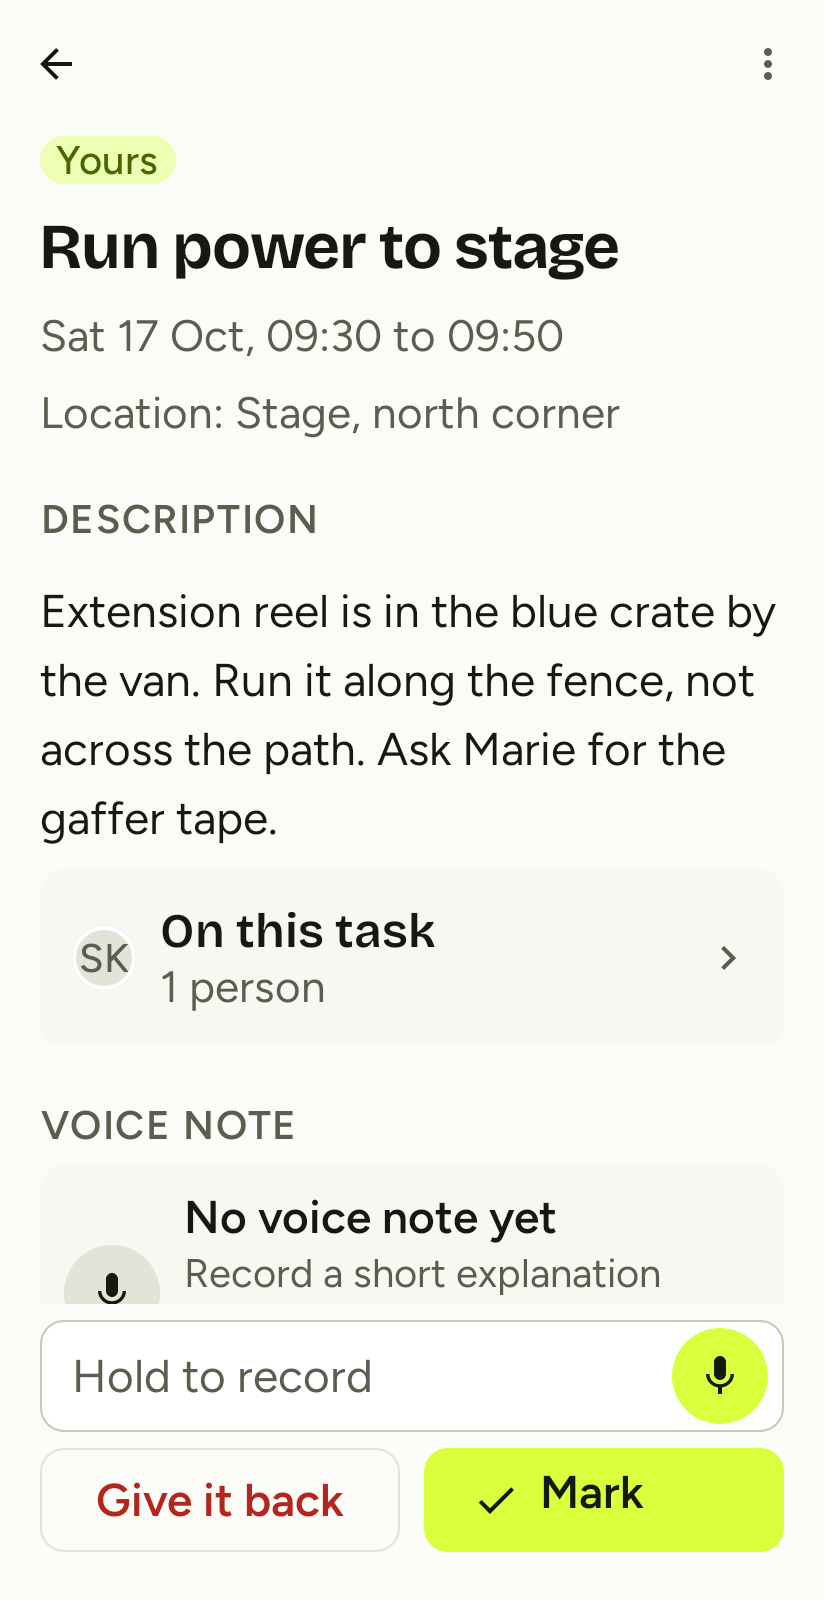 Yours
Run power to stage
Sat 17 Oct, 09:30 to 09:50
Location: Stage, north corner
DESCRIPTION
Extension reel is in the blue crate by
the van. Run it along the fence, not
across the path. Ask Marie for the
gaffer tape.
SK
On this task
1 person
VOICE NOTE
No voice note yet
Record a short explanation
Hold to record
Give it back
Mark